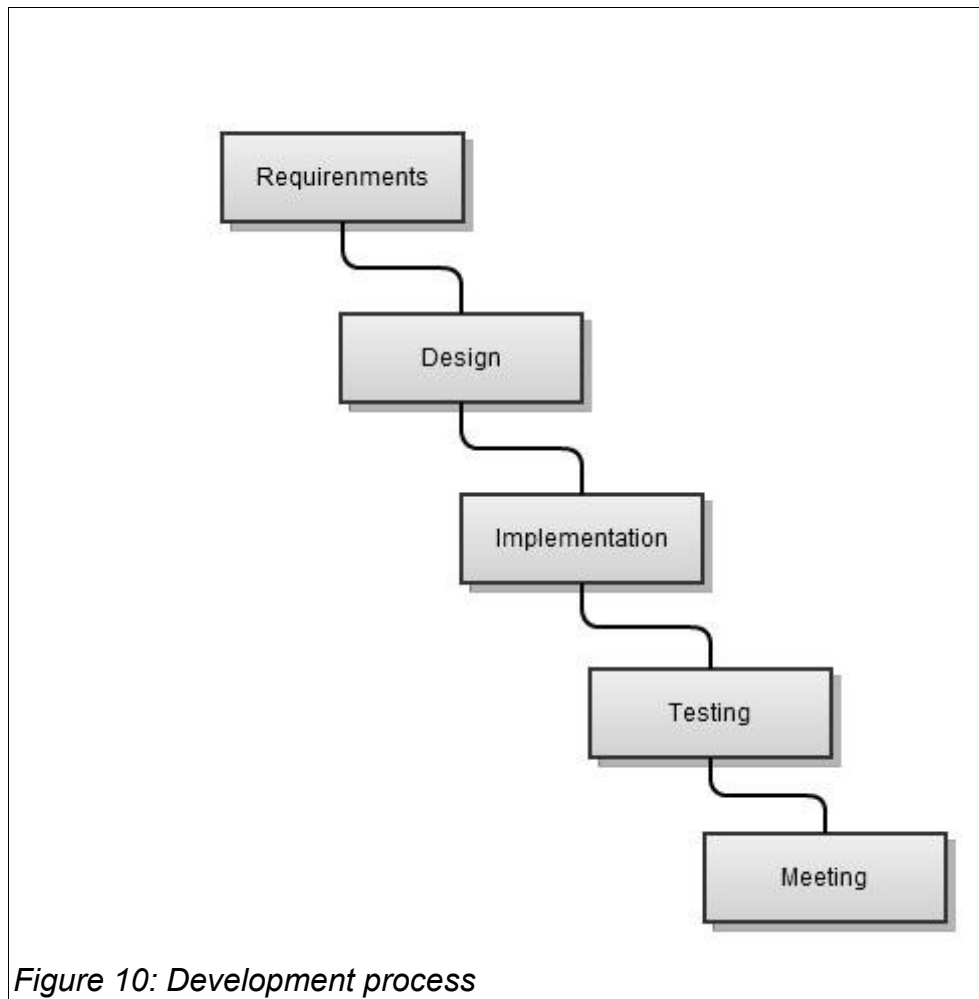 Requirenments
Design
Implementation
Testing
Meeting
Figure 10: Development process